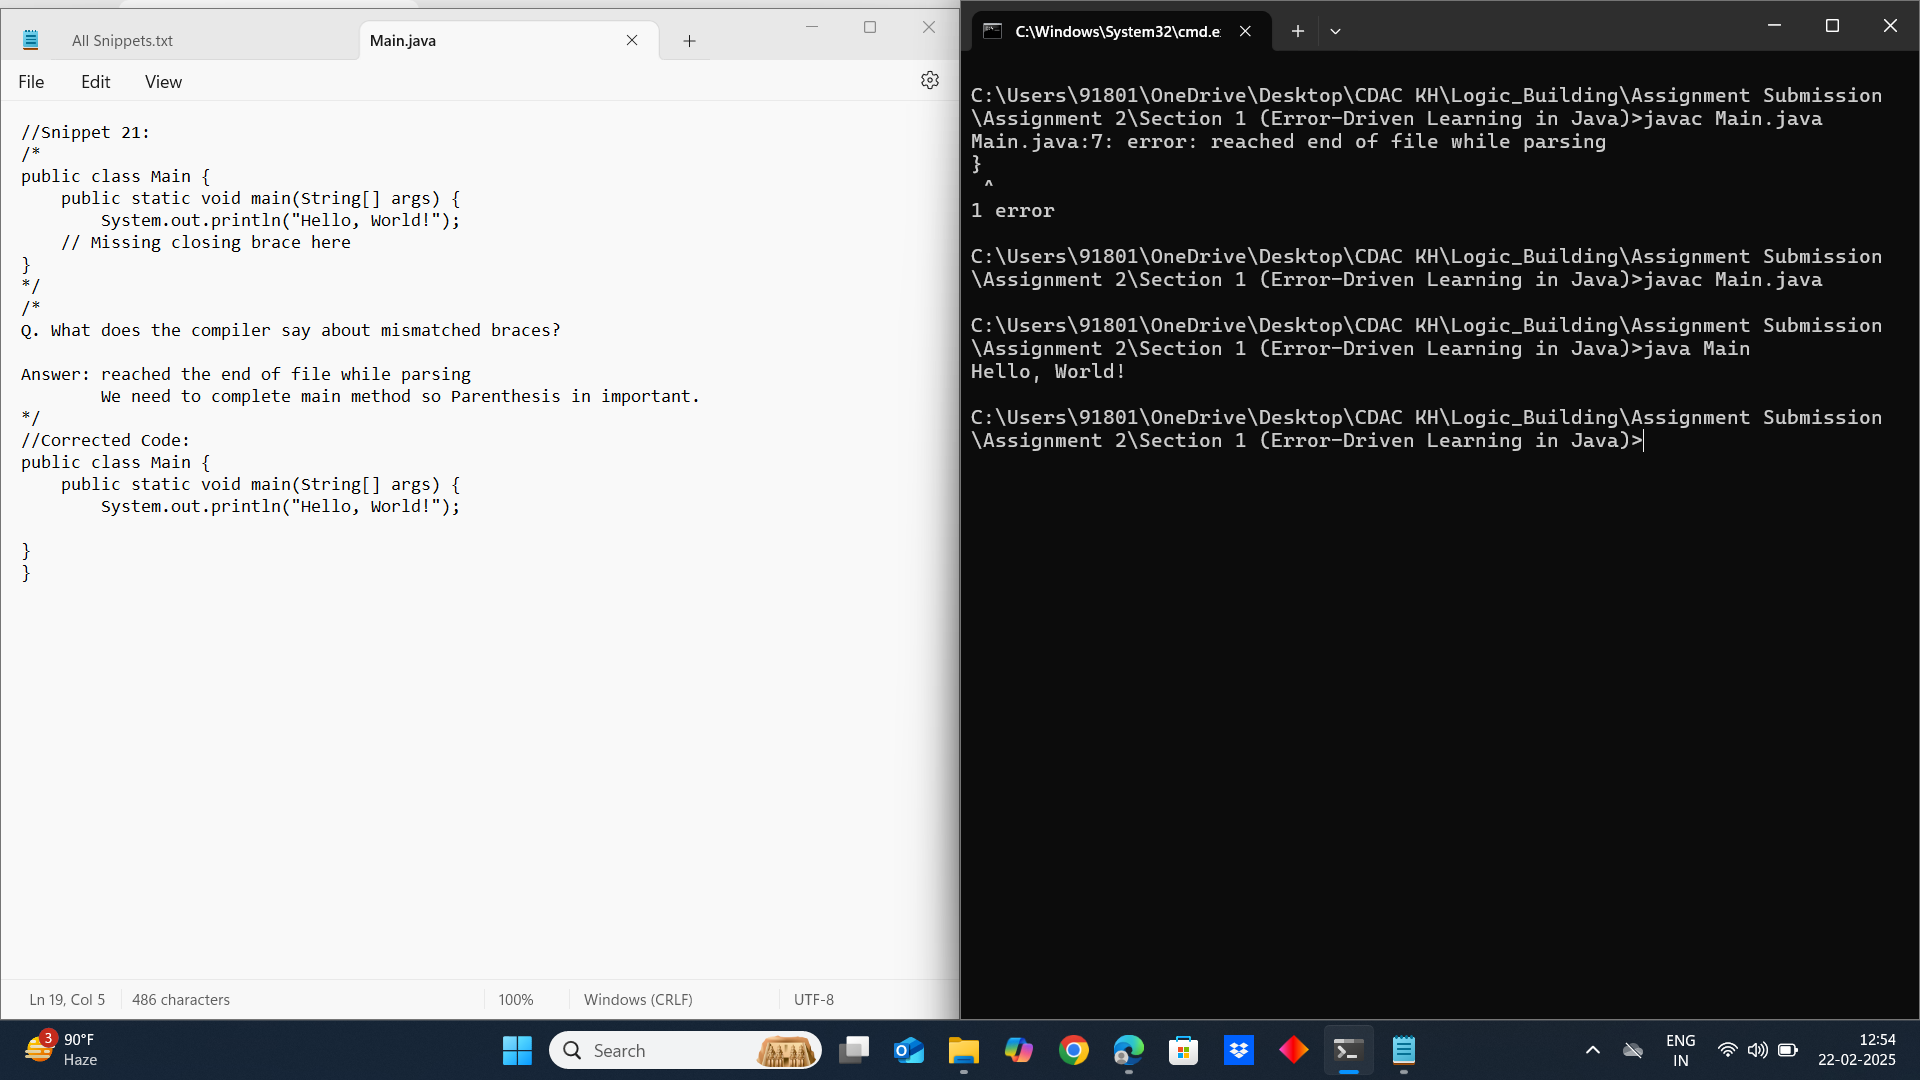 All Snippets.txt
Main.java
File Edit View
//Snippet 21:
/*
public class Main {
    public static void main(String[] args) {
        System.out.println("Hello, World!");
    // Missing closing brace here
}
*/
/*
Q. What does the compiler say about mismatched braces?
Answer: reached the end of file while parsing
        We need to complete main method so Parenthesis in important.
*/
//Corrected Code:
public class Main {
    public static void main(String[] args) {
        System.out.println("Hello, World!");
}
}
Ln 19, Col 5 486 characters 100% Windows (CRLF) UTF-8
C:\Windows\System32\cmd.e
C:\Users\91801\OneDrive\Desktop\CDAC KH\Logic_Building\Assignment Submission
\Assignment 2\Section 1 (Error-Driven Learning in Java)>javac Main.java
Main.java:7: error: reached end of file while parsing
}
 ^
1 error
C:\Users\91801\OneDrive\Desktop\CDAC KH\Logic_Building\Assignment Submission
\Assignment 2\Section 1 (Error-Driven Learning in Java)>javac Main.java
C:\Users\91801\OneDrive\Desktop\CDAC KH\Logic_Building\Assignment Submission
\Assignment 2\Section 1 (Error-Driven Learning in Java)>java Main
Hello, World!
C:\Users\91801\OneDrive\Desktop\CDAC KH\Logic_Building\Assignment Submission
\Assignment 2\Section 1 (Error-Driven Learning in Java)>
3
90°F
Haze
Search
ENG
IN
12:54
22-02-2025